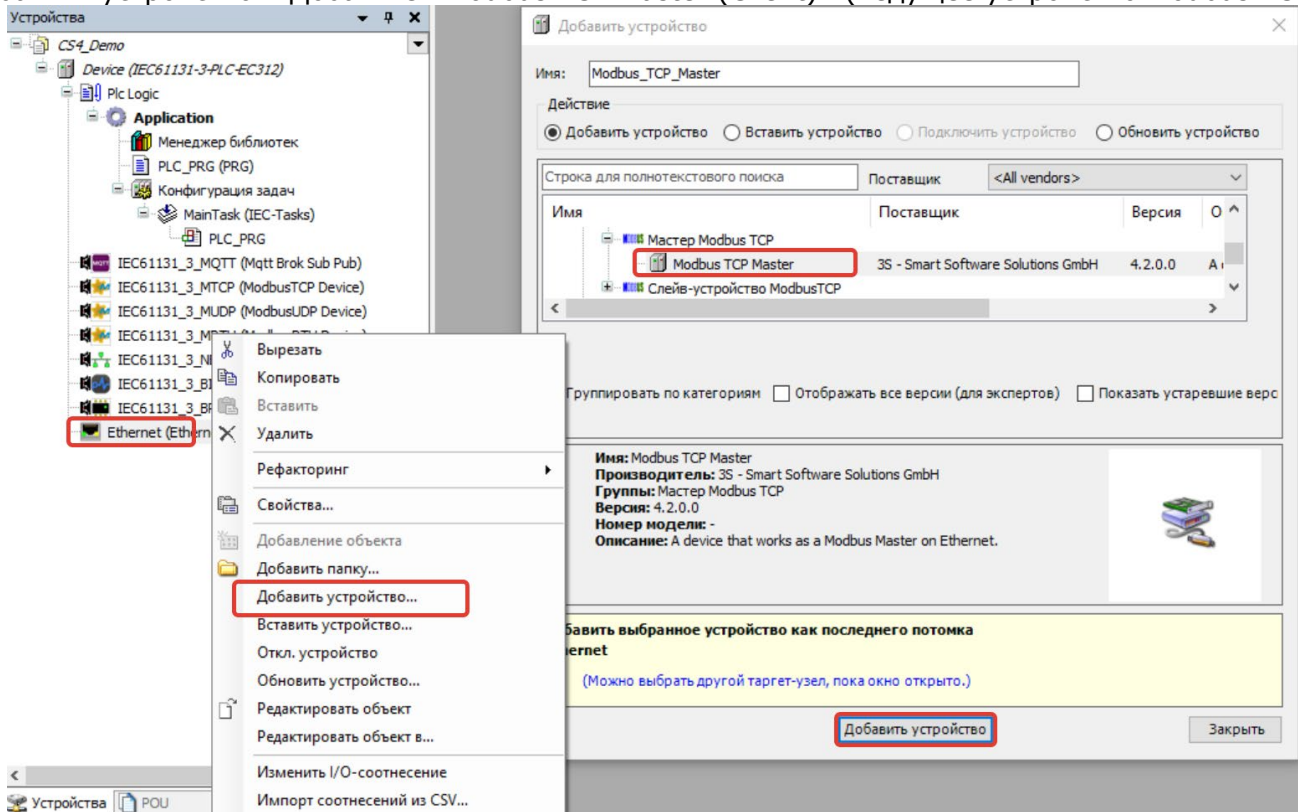 Устройства
CS4_Demo
Device (IEC61131-3-PLC-EC312)
Plc Logic
Application
Менеджер библиотек
PLC_PRG (PRG)
Конфигурация задач
MainTask (IEC-Tasks)
PLC_PRG
IEC61131_3_MQTT (Mqtt Brok Sub Pub)
IEC61131_3_MTCP (ModbusTCP Device)
IEC61131_3_MUDP (ModbusUDP Device)
IEC61131_3_BI
IEC61131_3_BF
Ethernet (Ethern
Вырезать
Копировать
Вставить
Удалить
Рефакторинг
Свойства...
Добавление объекта
Добавить папку...
Добавить устройство...
Вставить устройство...
Откл. устройство
Обновить устройство...
Редактировать объект
Редактировать объект в...
Изменить I/O-соотнесение
Импорт соотнесений из CSV...
Устройства POU
Добавить устройство
Имя: Modbus_TCP_Master
Действие
Добавить устройство Вставить устройство Подключить устройство Обновить устройство
Строка для полнотекстового поиска Поставщик <All vendors>
Имя Поставщик Версия О
Мастер Modbus TCP
Modbus TCP Master 3S - Smart Software Solutions GmbH 4.2.0.0 A
Слейв-устройство ModbusTCP
Группировать по категориям Отображать все версии (для экспертов) Показать устаревшие верс
Имя: Modbus TCP Master
Производитель: 3S - Smart Software Solutions GmbH
Группы: Мастер Modbus TCP
Версия: 4.2.0.0
Номер модели: -
Описание: A device that works as a Modbus Master on Ethernet.
бавить выбранное устройство как последнего потомка
ernet
(Можно выбрать другой таргет-узел, пока окно открыто.)
Добавить устройство Закрыть